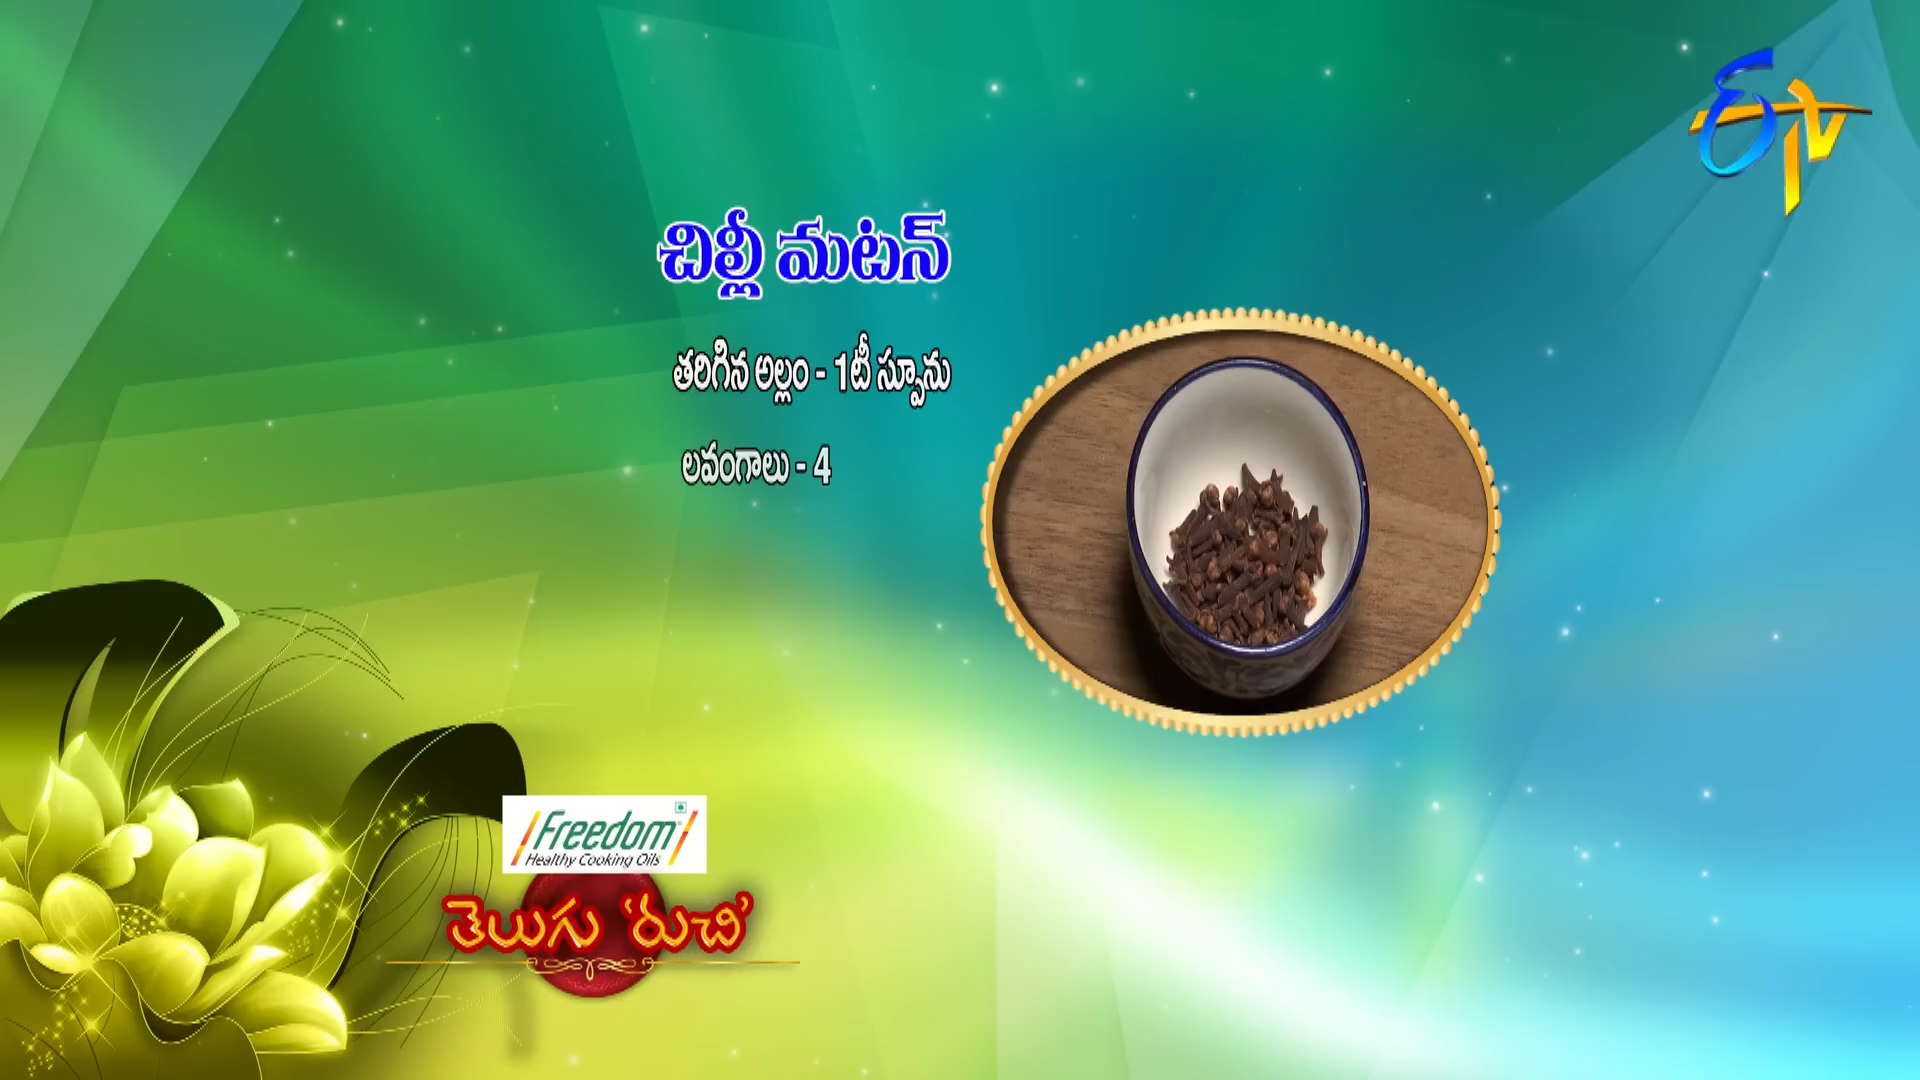 ETV
చిల్లీ మటన్
తరిగిన అల్లం - 1టీ స్పూను
లవంగాలు - 4
Freedom
Healthy Cooking Oils
తెలుగు 'రుచి'